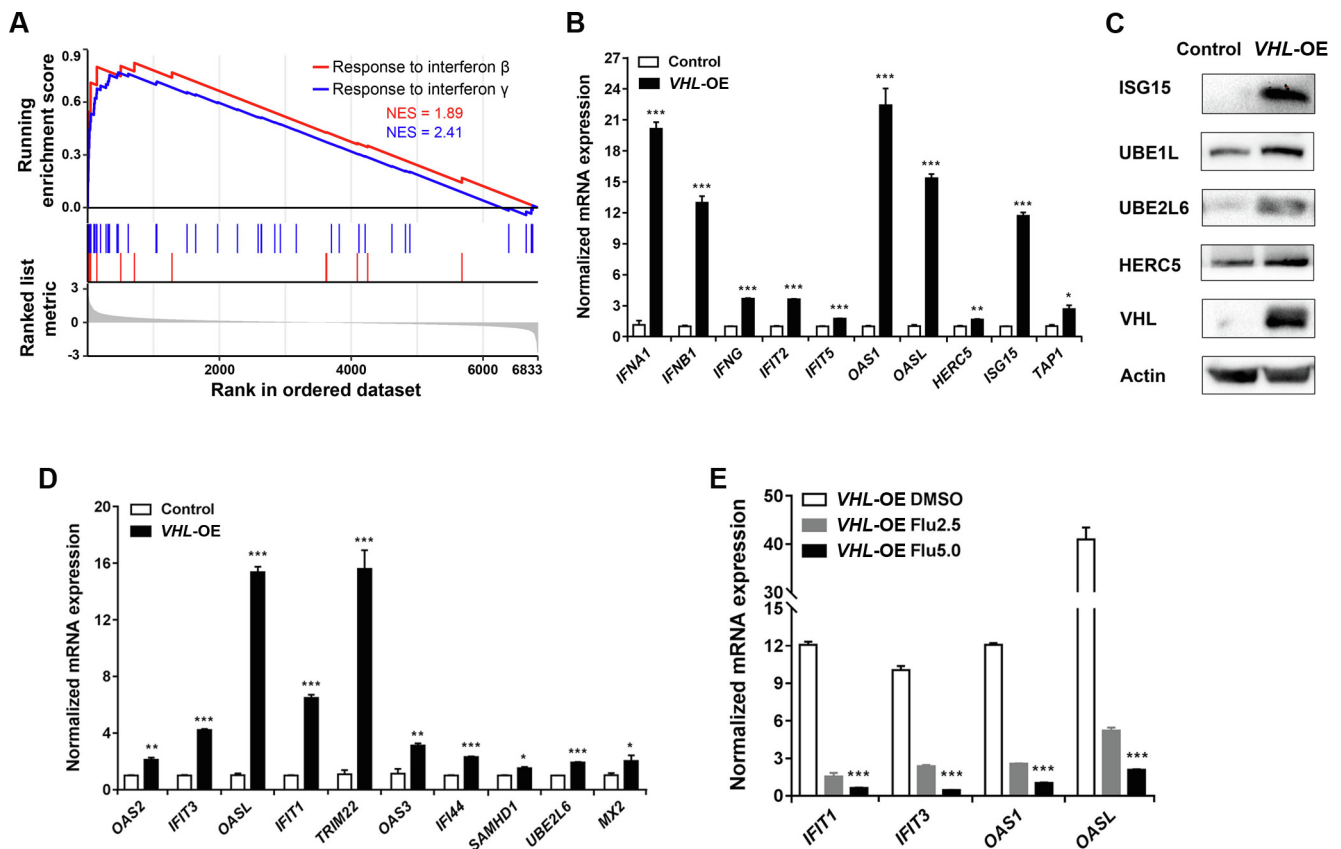 A
0.9
0.6
0.3
0.0
Running
enrichment score
Response to interferon β
Response to interferon γ
NES = 1.89
NES = 2.41
3
0
-3
Ranked list
metric
2000
4000
6000
6833
Rank in ordered dataset
B
Control
VHL-OE
Normalized mRNA expression
27
24
21
18
15
12
9
6
3
0
***
***
***
***
***
***
***
**
***
*
IFNA1
IFNB1
IFNG
IFIT2
IFIT5
OAS1
OASL
HERC5
ISG15
TAP1
C
Control VHL-OE
ISG15
UBE1L
UBE2L6
HERC5
VHL
Actin
D
Control
VHL-OE
Normalized mRNA expression
20
16
12
8
4
0
**
***
***
***
***
**
***
*
***
*
OAS2
IFIT3
OASL
IFIT1
TRIM22
OAS3
IFI44
SAMHD1
UBE2L6
MX2
E
VHL-OE DMSO
VHL-OE Flu2.5
VHL-OE Flu5.0
Normalized mRNA expression
50
40
30
15
12
9
6
3
0
***
***
***
***
IFIT1
IFIT3
OAS1
OASL